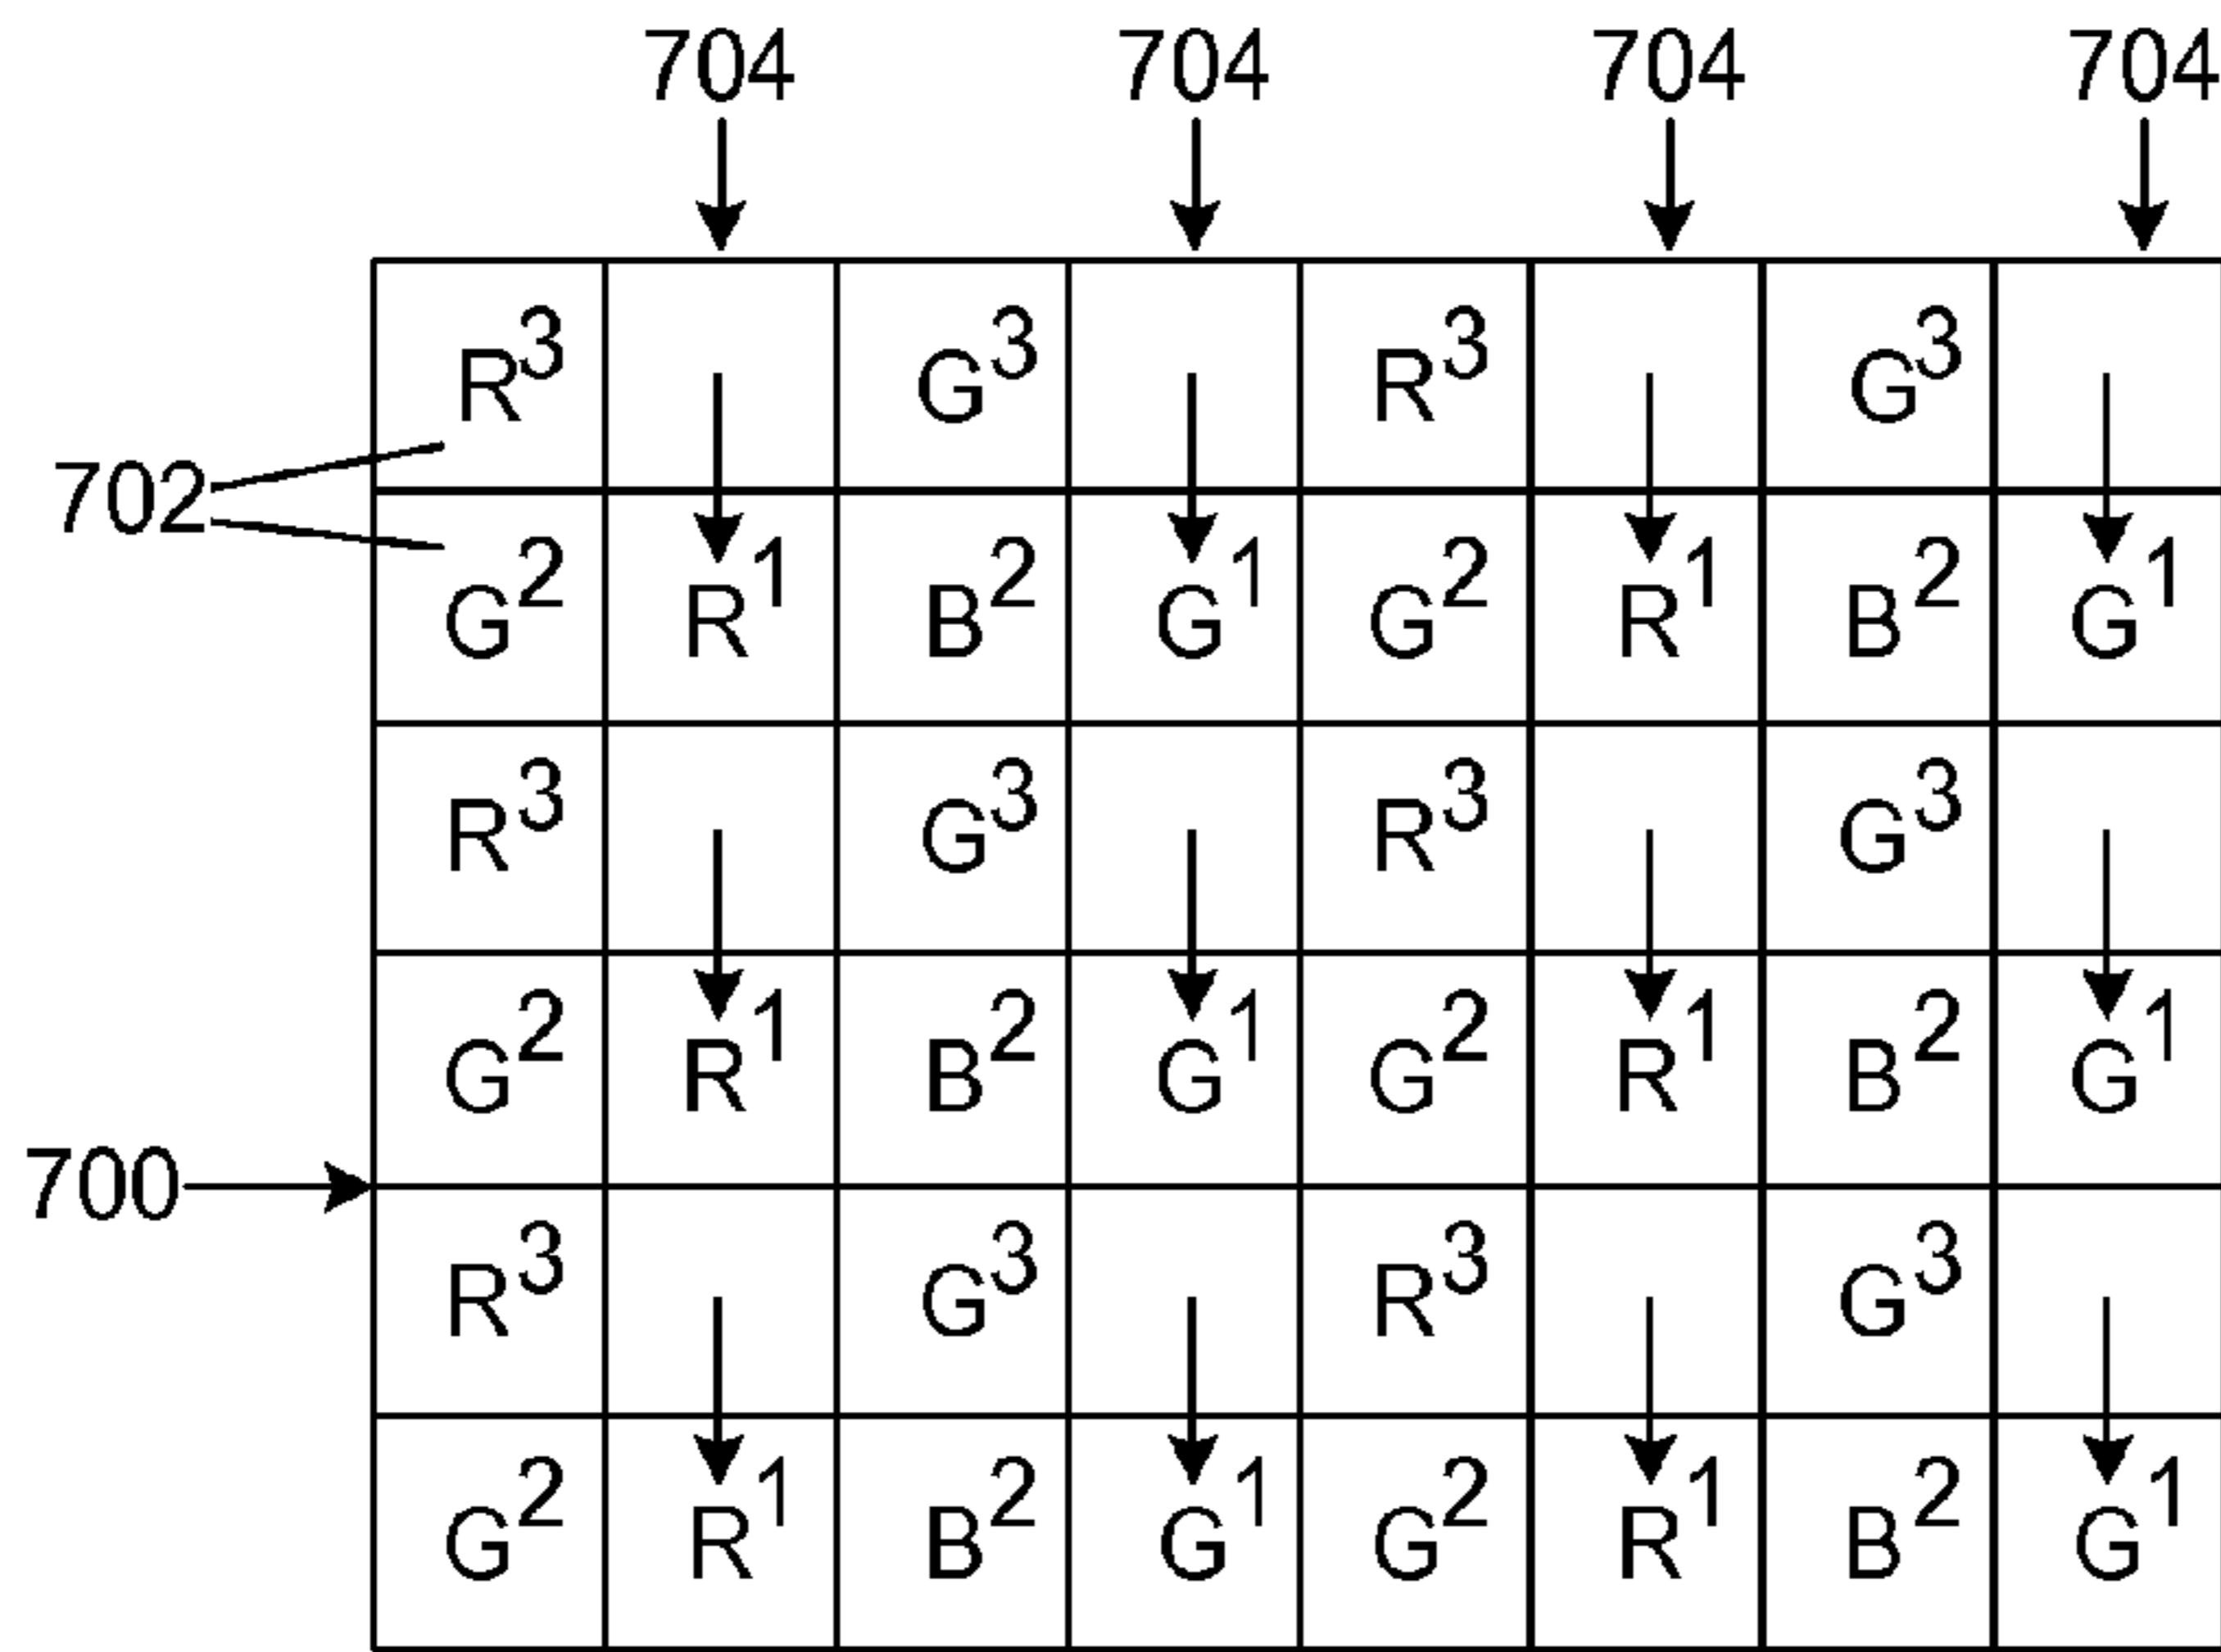 704 704 704 704
R³ G³ R³ G³
702
G² R¹ B² G¹ G² R¹ B² G¹
R³ G³ R³ G³
G² R¹ B² G¹ G² R¹ B² G¹
700
R³ G³ R³ G³
G² R¹ B² G¹ G² R¹ B² G¹